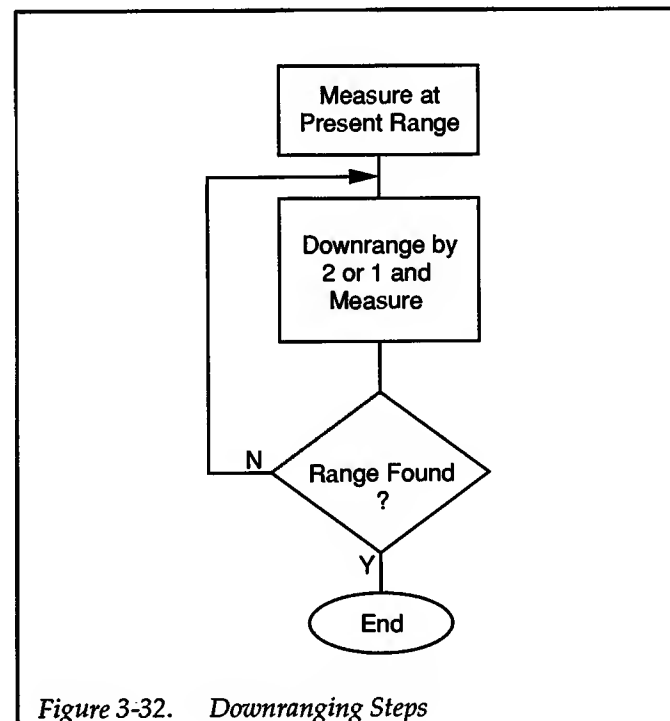 Measure at
Present Range
Downrange by
2 or 1 and
Measure
N
Range Found
?
Y
End
Figure 3-32. Downranging Steps